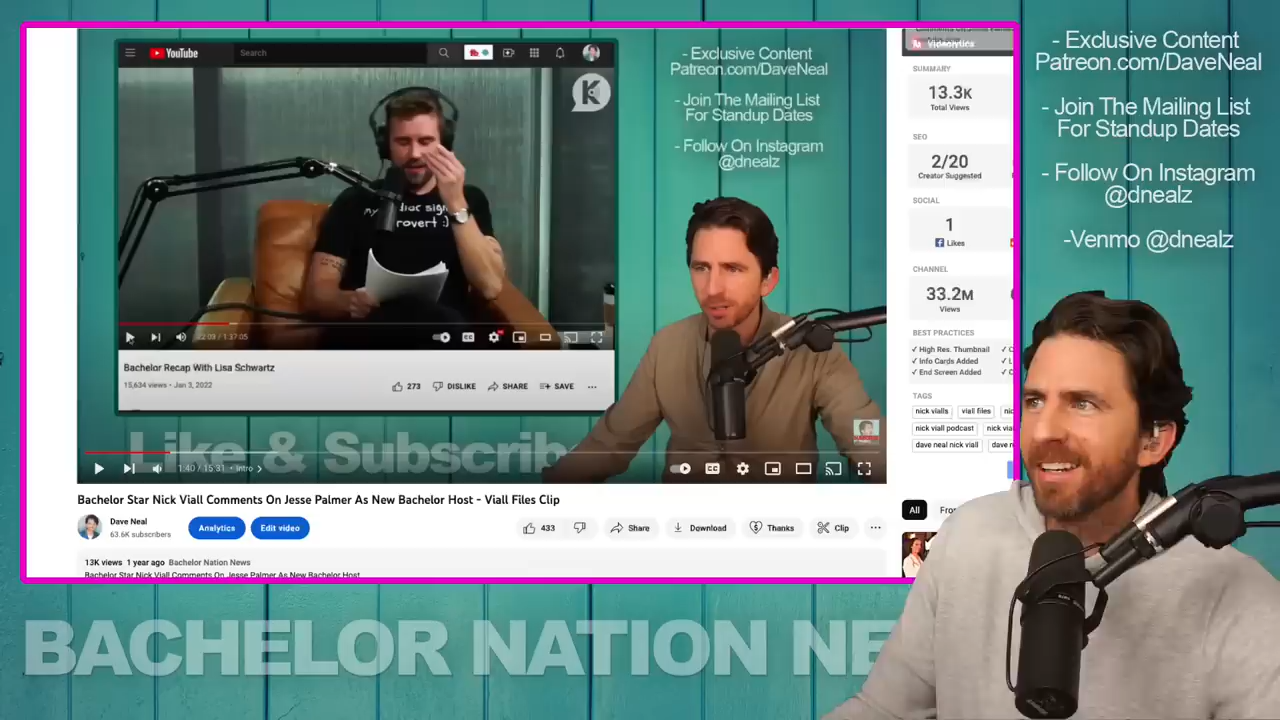 YouTube
Search
K
- Exclusive Content
Patreon.com/DaveNeal
- Join The Mailing List
For Standup Dates
- Follow On Instagram
@dnealz
22:09 / 1:37:05
Bachelor Recap With Lisa Schwartz
15,634 views • Jan 3, 2022
273
DISLIKE
SHARE
SAVE
Like & Subscrib
1:40 / 15:31 • Intro
Bachelor Star Nick Viall Comments On Jesse Palmer As New Bachelor Host - Viall Files Clip
Dave Neal
63.6K subscribers
Analytics
Edit video
433
Share
Download
Thanks
Clip
13K views 1 year ago Bachelor Nation News
Bachelor Star Nick Viall Comments On Jesse Palmer As New Bachelor Host
SUMMARY
13.3K
Total Views
SEO
2/20
Creator Suggested
SOCIAL
1
Likes
CHANNEL
33.2M
Views
BEST PRACTICES
✓ High Res. Thumbnail
✓ Info Cards Added
✓ End Screen Added
TAGS
nick vialls
viall files
nick viall podcast
dave neal nick viall
All
- Exclusive Content
Patreon.com/DaveNeal
- Join The Mailing List
For Standup Dates
- Follow On Instagram
@dnealz
-Venmo @dnealz
BACHELOR NATION NE